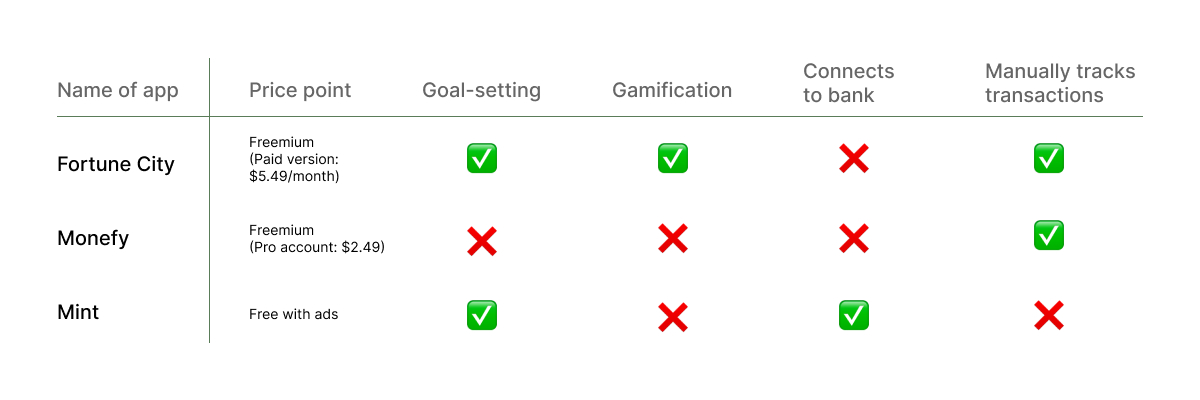 Name of app
Price point
Goal-setting
Gamification
Connects
to bank
Manually tracks
transactions
Fortune City
Freemium
(Paid version:
$5.49/month)
Monefy
Freemium
(Pro account: $2.49)
Mint
Free with ads